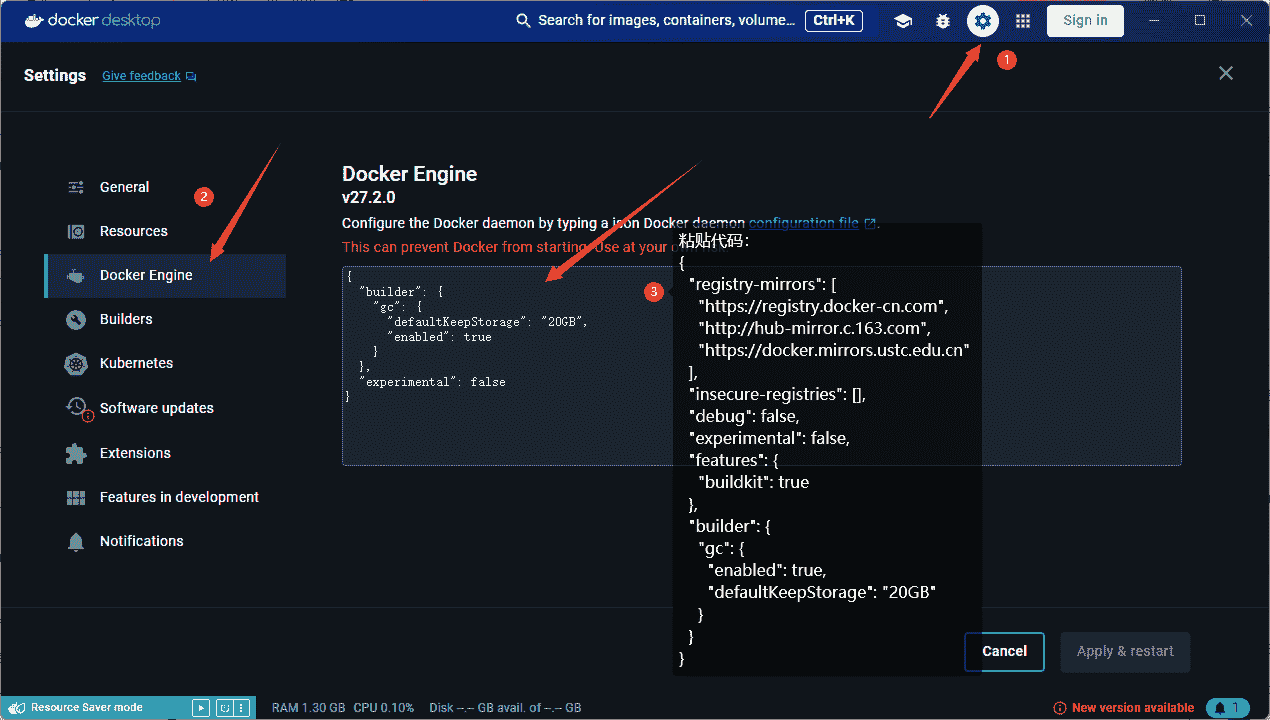 docker desktop
Search for images, containers, volume...
Ctrl+K
Sign in
1
Settings
Give feedback
2
General
Resources
Docker Engine
Builders
Kubernetes
Software updates
Extensions
Features in development
Notifications
Docker Engine
v27.2.0
Configure the Docker daemon by typing a json Docker daemon configuration file.
This can prevent Docker from starting. Use at your
{
"builder": {
"gc": {
"defaultKeepStorage": "20GB",
"enabled": true
}
},
"experimental": false
}
3
粘贴代码：
{
"registry-mirrors": [
"https://registry.docker-cn.com",
"http://hub-mirror.c.163.com",
"https://docker.mirrors.ustc.edu.cn"
],
"insecure-registries": [],
"debug": false,
"experimental": false,
"features": {
"buildkit": true
},
"builder": {
"gc": {
"enabled": true,
"defaultKeepStorage": "20GB"
}
}
}
Cancel
Apply & restart
Resource Saver mode
RAM 1.30 GB CPU 0.10% Disk --.-- GB avail. of --.-- GB
New version available
1